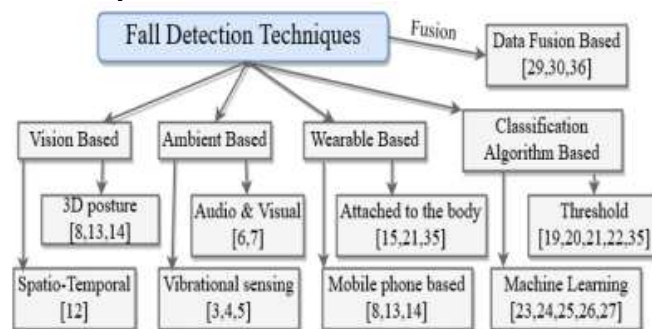 Fall Detection Techniques
Fusion
Data Fusion Based
[29,30,36]
Vision Based
Ambient Based
Wearable Based
Classification
Algorithm Based
3D posture
[8,13,14]
Audio & Visual
[6,7]
Attached to the body
[15,21,35]
Threshold
[19,20,21,22,35]
Spatio-Temporal
[12]
Vibrational sensing
[3,4,5]
Mobile phone based
[8,13,14]
Machine Learning
[23,24,25,26,27]